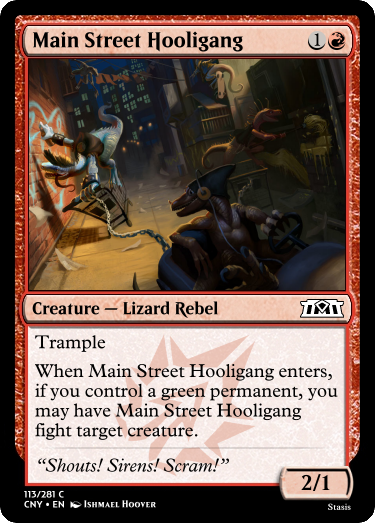 Main Street Hooligang 1
Creature — Lizard Rebel
Trample
When Main Street Hooligang enters,
if you control a green permanent, you
may have Main Street Hooligang
fight target creature.
“Shouts! Sirens! Scram!”
2/1
113/281 C
CNY • EN Ishmael Hoover
Stasis